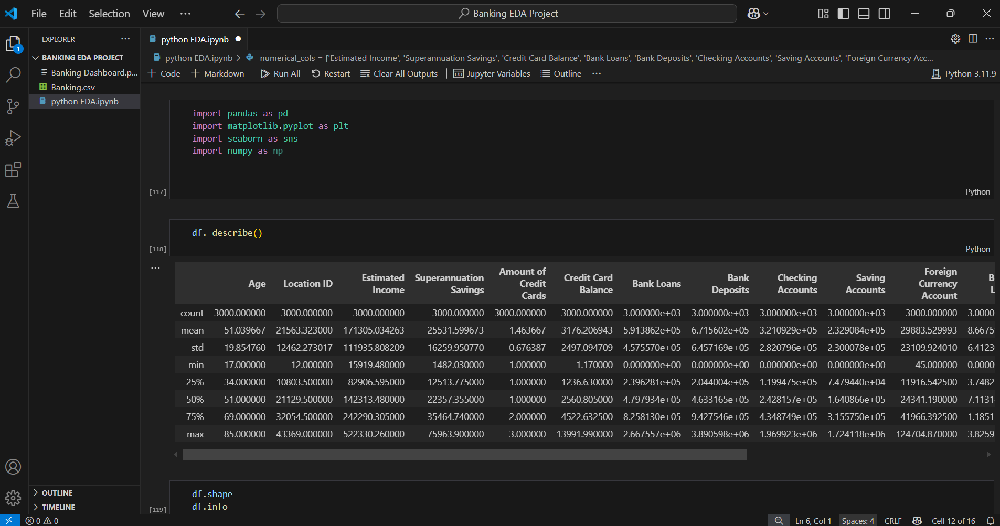 File Edit Selection View ···
Banking EDA Project
EXPLORER ···
1
BANKING EDA PROJECT
Banking Dashboard.p...
Banking.csv
python EDA.ipynb
python EDA.ipynb
python EDA.ipynb > numerical_cols = ['Estimated Income', 'Superannuation Savings', 'Credit Card Balance', 'Bank Loans', 'Bank Deposits', 'Checking Accounts', 'Saving Accounts', 'Foreign Currency Acc...
+ Code + Markdown | Run All Restart Clear All Outputs | Jupyter Variables Outline ··· Python 3.11.9
import pandas as pd
import matplotlib.pyplot as plt
import seaborn as sns
import numpy as np
[117] Python
df. describe()
[118] Python
Age Location ID Estimated Income Superannuation Savings Amount of Credit Cards Credit Card Balance Bank Loans Bank Deposits Checking Accounts Saving Accounts Foreign Currency Account
count 3000.000000 3000.000000 3000.000000 3000.000000 3000.000000 3000.000000 3.000000e+03 3.000000e+03 3.000000e+03 3.000000e+03 3000.000000 3.0000
mean 51.039667 21563.323000 171305.034263 25531.599673 1.463667 3176.206943 5.913862e+05 6.715602e+05 3.210929e+05 2.329084e+05 29883.529993 8.6675
std 19.854760 12462.273017 111935.808209 16259.950770 0.676387 2497.094709 4.575570e+05 6.457169e+05 2.820796e+05 2.300078e+05 23109.924010 6.4123
min 17.000000 12.000000 15919.480000 1482.030000 1.000000 1.170000 0.000000e+00 0.000000e+00 0.000000e+00 0.000000e+00 45.000000 0.0000
25% 34.000000 10803.500000 82906.595000 12513.775000 1.000000 1236.630000 2.396281e+05 2.044004e+05 1.199475e+05 7.479440e+04 11916.542500 3.7482
50% 51.000000 21129.500000 142313.480000 22357.355000 1.000000 2560.805000 4.797934e+05 4.633165e+05 2.428157e+05 1.640866e+05 24341.190000 7.1131
75% 69.000000 32054.500000 242290.305000 35464.740000 2.000000 4522.632500 8.258130e+05 9.427546e+05 4.348749e+05 3.155750e+05 41966.392500 1.1851
max 85.000000 43369.000000 522330.260000 75963.900000 3.000000 13991.990000 2.667557e+06 3.890598e+06 1.969923e+06 1.724118e+06 124704.870000 3.8259
df.shape
df.info
[119]
OUTLINE
TIMELINE
0 0 Ln 6, Col 1 Spaces: 4 CRLF Cell 12 of 16